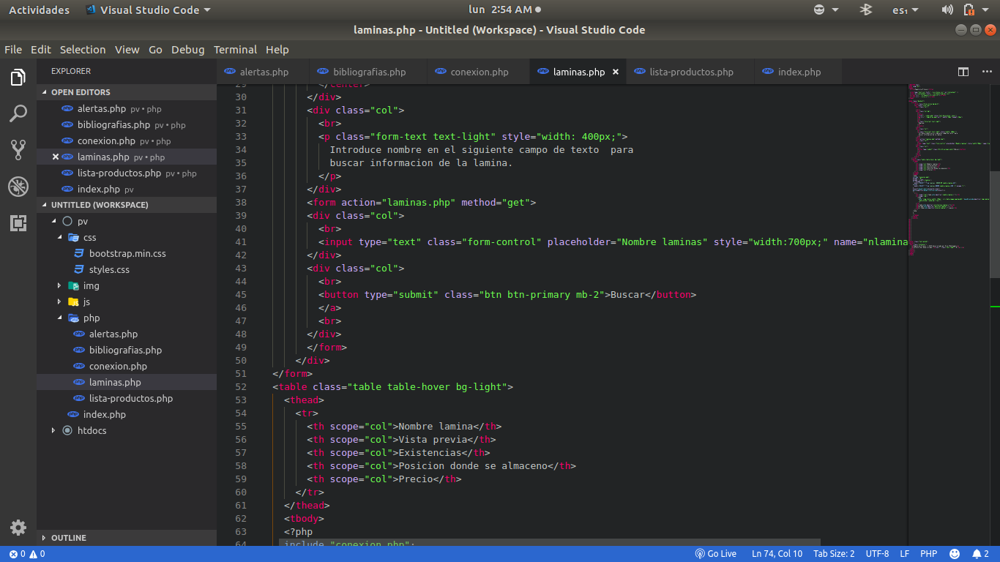 Actividades
Visual Studio Code
lun 2:54 AM
es₁
laminas.php - Untitled (Workspace) - Visual Studio Code
File Edit Selection View Go Debug Terminal Help
EXPLORER
OPEN EDITORS
alertas.php pv • php
bibliografias.php pv • php
conexion.php pv • php
laminas.php pv • php
lista-productos.php pv • php
index.php pv
UNTITLED (WORKSPACE)
pv
css
bootstrap.min.css
styles.css
img
js
php
alertas.php
bibliografias.php
conexion.php
laminas.php
lista-productos.php
index.php
htdocs
OUTLINE
alertas.php bibliografias.php conexion.php laminas.php lista-productos.php index.php
29 </center>
30 </div>
31 <div class="col">
32 <br>
33 <p class="form-text text-light" style="width: 400px;">
34 Introduce nombre en el siguiente campo de texto  para
35 buscar informacion de la lamina.
36 </p>
37 </div>
38 <form action="laminas.php" method="get">
39 <div class="col">
40 <br>
41 <input type="text" class="form-control" placeholder="Nombre laminas" style="width:700px;" name="nlamina
42 </div>
43 <div class="col">
44 <br>
45 <button type="submit" class="btn btn-primary mb-2">Buscar</button>
46 </a>
47 <br>
48 </div>
49 </form>
50 </div>
51 </form>
52 <table class="table table-hover bg-light">
53 <thead>
54 <tr>
55 <th scope="col">Nombre lamina</th>
56 <th scope="col">Vista previa</th>
57 <th scope="col">Existencias</th>
58 <th scope="col">Posicion donde se almaceno</th>
59 <th scope="col">Precio</th>
60 </tr>
61 </thead>
62 <tbody>
63 <?php
64 include "conexion.php";
0 0
Go Live Ln 74, Col 10 Tab Size: 2 UTF-8 LF PHP 2